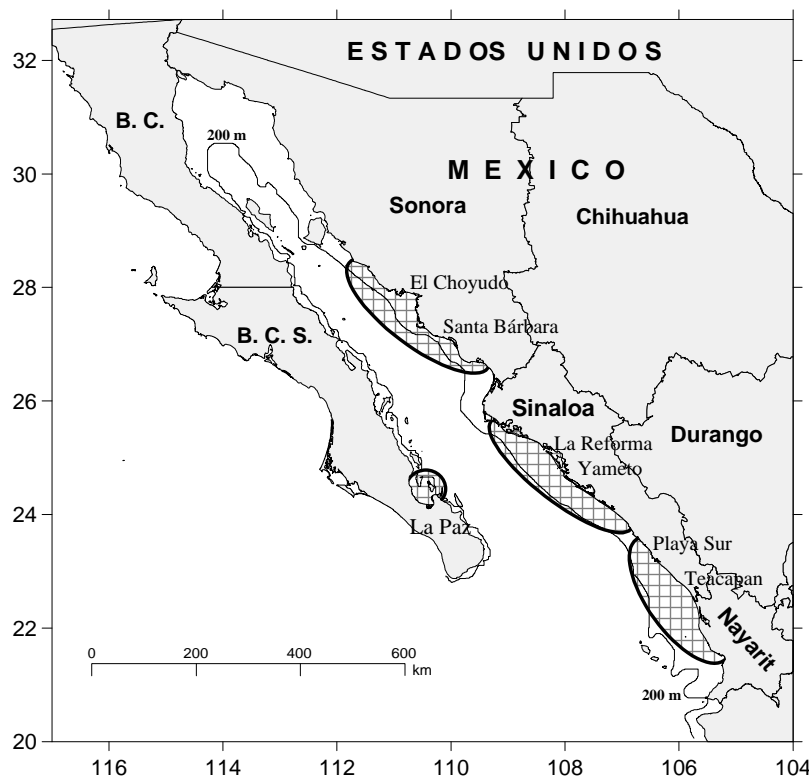 32
30
28
26
24
22
20
ESTADOS UNIDOS
B. C.
200 m
MEXICO
Sonora
Chihuahua
El Choyudo
Santa Bárbara
B. C. S.
Sinaloa
La Reforma
Durango
Yameto
La Paz
Playa Sur
Teacapan
Nayarit
0 200 400 600
km
200 m
116 114 112 110 108 106 104